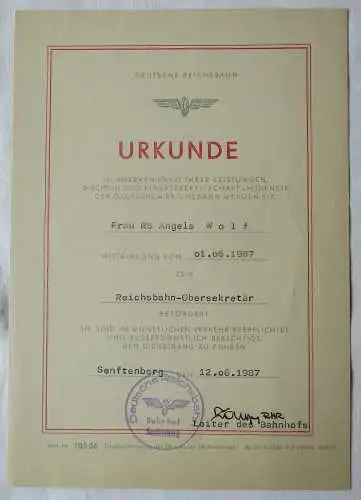 DEUTSCHE REICHSBAHN
URKUNDE
IN ANERKENNUNG IHRER LEISTUNGEN,
DISZIPLIN UND EINSATZBEREITSCHAFT IM DIENSTE
DER DEUTSCHEN REICHSBAHN WERDEN SIE
Frau RS Angela Wolf
MIT WIRKUNG VOM 01.06.1987
ZUM
Reichsbahn-Obersekretär
BEFÖRDERT
SIE SIND IM DIENSTLICHEN VERKEHR VERPFLICHTET
UND AUSSERDIENSTLICH BERECHTIGT,
DEN DIENSTRANG ZU FÜHREN
Senftenberg DEN 12.06.1987
Deutsche Reichsbahn
Bahnhof
Senftenberg
RHR
Leiter des Bahnhofs